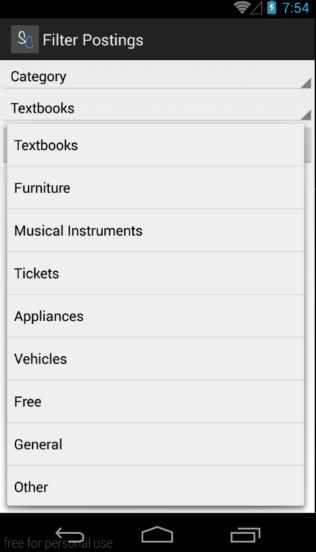 7:54
SC Filter Postings
Category
Textbooks
Textbooks
Furniture
Musical Instruments
Tickets
Appliances
Vehicles
Free
General
Other
free for personal use